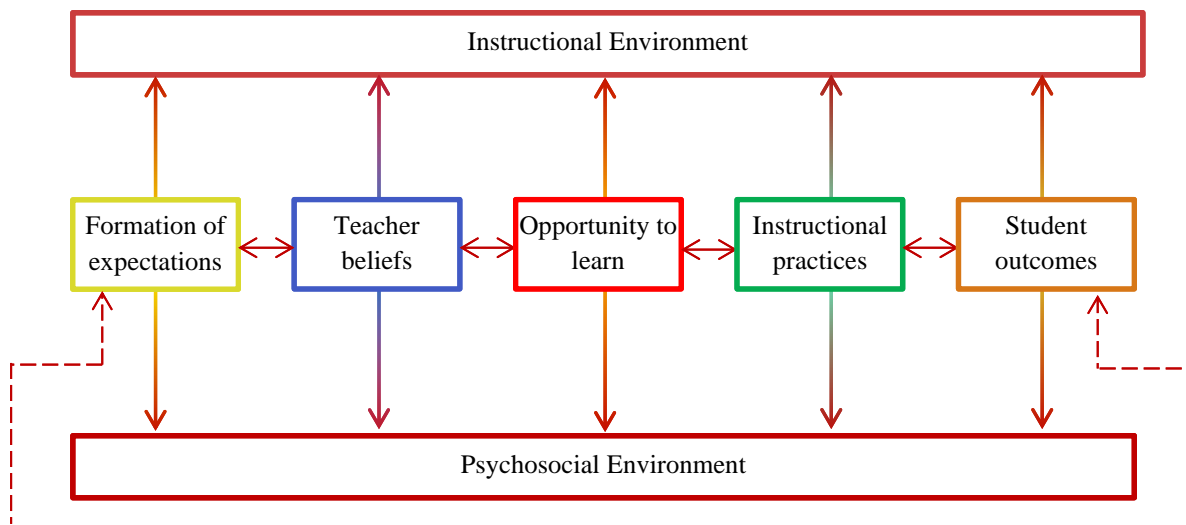 Instructional Environment
Formation of
expectations
Teacher
beliefs
Opportunity to
learn
Instructional
practices
Student
outcomes
Psychosocial Environment